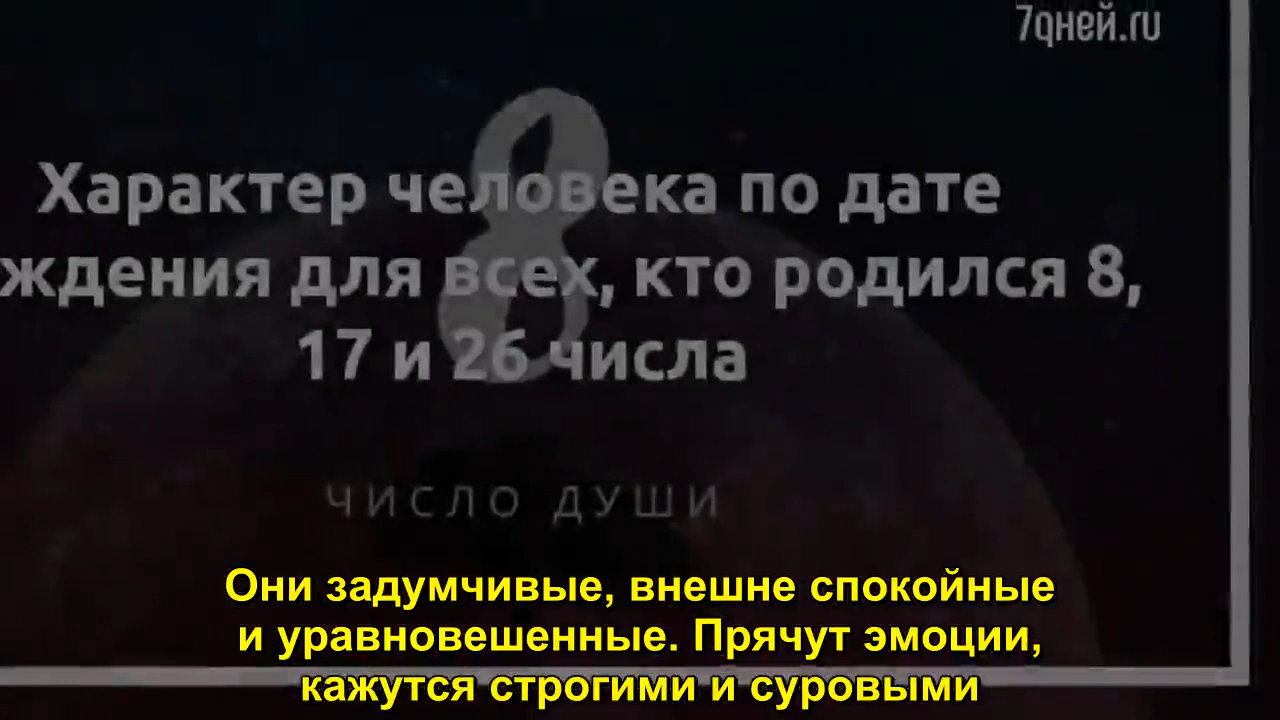 7дней.ru
8
Характер человека по дате
ждения для всех, кто родился 8,
17 и 26 числа
ЧИСЛО ДУШИ
Они задумчивые, внешне спокойные
и уравновешенные. Прячут эмоции,
кажутся строгими и суровыми